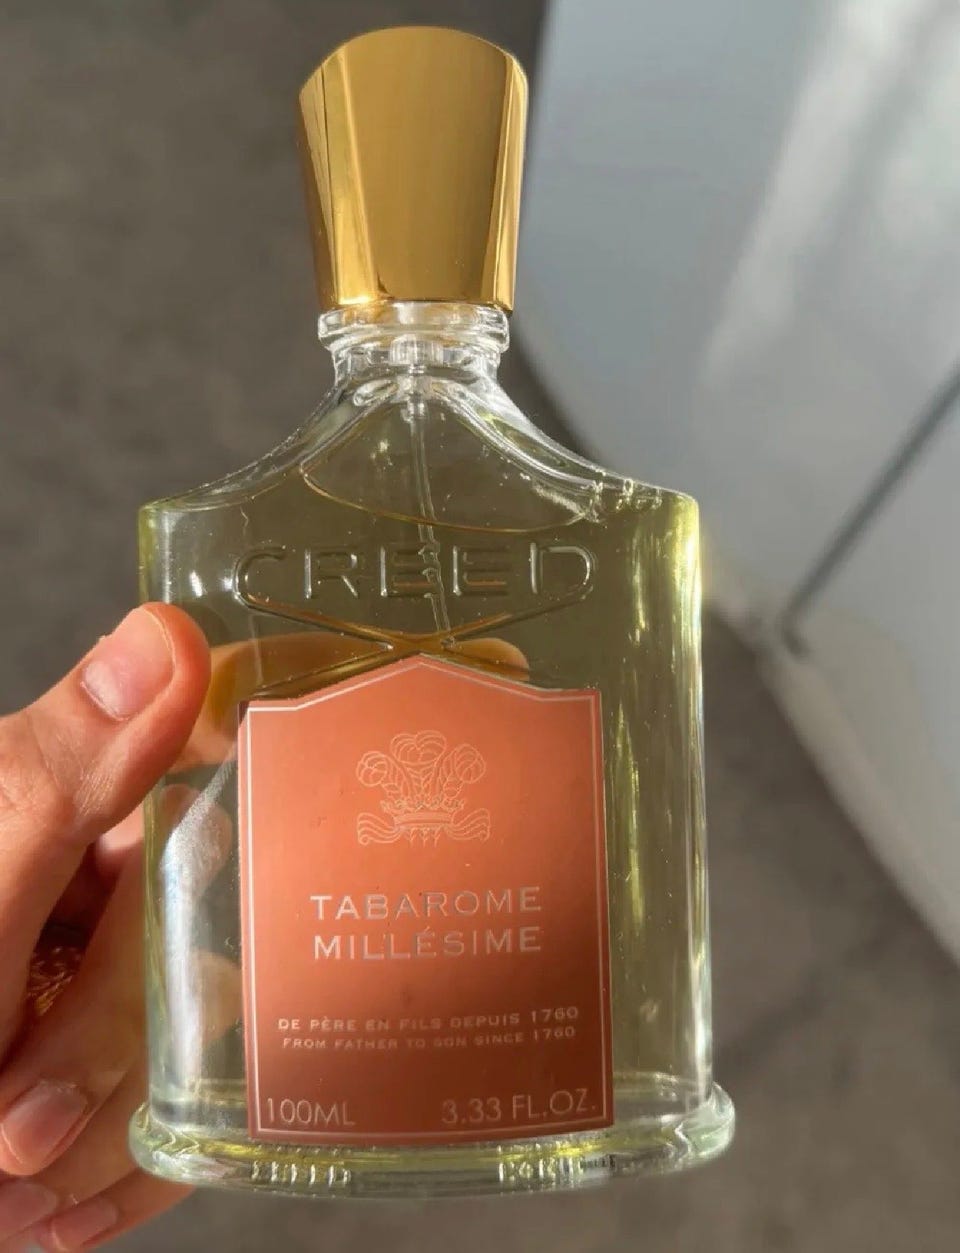 CREED
TABAROME
MILLÉSIME
DE PÈRE EN FILS DEPUIS 1760
FROM FATHER TO SON SINCE 1760
100ML 3.33 FL.OZ.